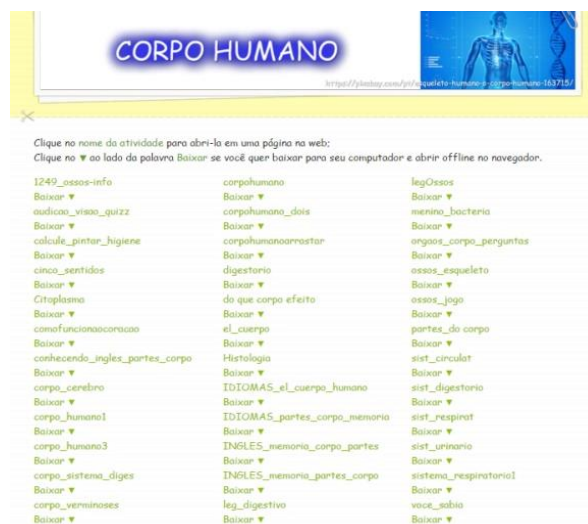 CORPO HUMANO
https://pixabay.com/pt/esqueleto-humano-o-corpo-humano-163715/
Clique no nome da atividade para abri-la em uma página na web;
Clique no ▼ ao lado da palavra Baixar se você quer baixar para seu computador e abrir offline no navegador.
1249_ossos-info
Baixar ▼
audicao_visao_quizz
Baixar ▼
calcule_pintar_higiene
Baixar ▼
cinco_sentidos
Baixar ▼
Citoplasma
Baixar ▼
comofuncionaocoracao
Baixar ▼
conhecendo_ingles_partes_corpo
Baixar ▼
corpo_cerebro
Baixar ▼
corpo_humano1
Baixar ▼
corpo_humano3
Baixar ▼
corpo_sistema_diges
Baixar ▼
corpo_verminoses
Baixar ▼
corpohumano
Baixar ▼
corpohumano_dois
Baixar ▼
corpohumanoarrastar
Baixar ▼
digestorio
Baixar ▼
do que corpo efeito
Baixar ▼
el_cuerpo
Baixar ▼
Histologia
Baixar ▼
IDIOMAS_el_cuerpo_humano
Baixar ▼
IDIOMAS_partes_corpo_memoria
Baixar ▼
INGLES_memoria_corpo_partes
Baixar ▼
INGLES_memoria_partes_corpo
Baixar ▼
leg_digestivo
Baixar ▼
legOssos
Baixar ▼
menino_bacteria
Baixar ▼
orgaos_corpo_perguntas
Baixar ▼
ossos_esqueleto
Baixar ▼
ossos_jogo
Baixar ▼
partes_do corpo
Baixar ▼
sist_circulat
Baixar ▼
sist_digestorio
Baixar ▼
sist_respirat
Baixar ▼
sist_urinario
Baixar ▼
sistema_respiratorio1
Baixar ▼
voce_sabia
Baixar ▼